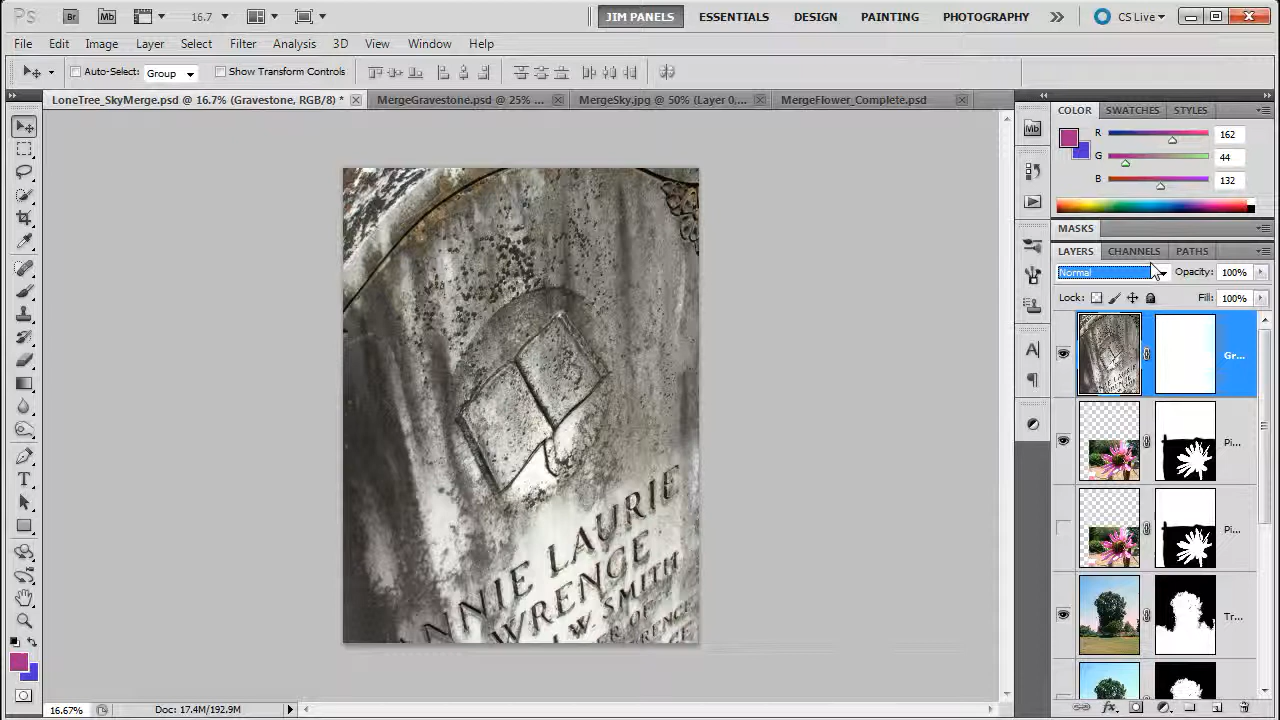 Ps Br Mb 16.7 JIM PANELS ESSENTIALS DESIGN PAINTING PHOTOGRAPHY CS Live
File Edit Image Layer Select Filter Analysis 3D View Window Help
Auto-Select: Group Show Transform Controls
LoneTree_SkyMerge.psd @ 16.7% (Gravestone, RGB/8) * MergeGravestone.psd @ 25% ... MergeSky.jpg @ 50% (Layer 0,... MergeFlower_Complete.psd
COLOR SWATCHES STYLES
Mb
R 162
G 44
B 132
MASKS
LAYERS CHANNELS PATHS
Normal Opacity: 100%
Lock: Fill: 100%
Gr...
Pi...
Pi...
Tr...
NNIE LAURIE
WRENCE
W. SMITH
16.67% Doc: 17.4M/192.9M